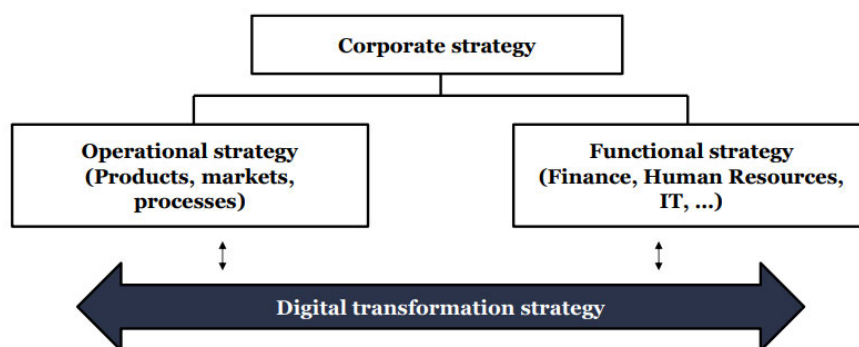 Corporate strategy
Operational strategy
(Products, markets,
processes)
Functional strategy
(Finance, Human Resources,
IT, ...)
Digital transformation strategy